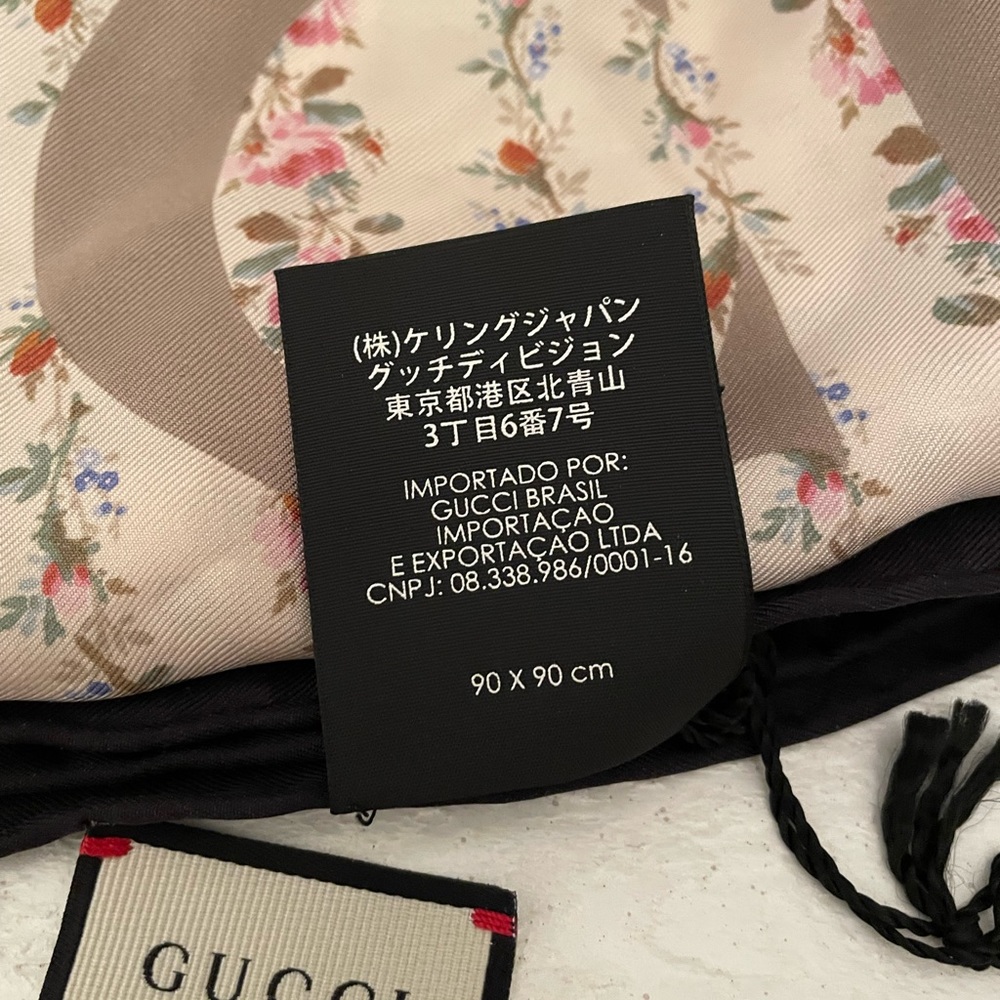 (株)ケリングジャパン
グッチディビジョン
東京都港区北青山
3丁目6番7号
IMPORTADO POR:
GUCCI BRASIL
IMPORTAÇAO
E EXPORTAÇAO LTDA
CNPJ: 08.338.986/0001-16
90 X 90 cm
GUCCI